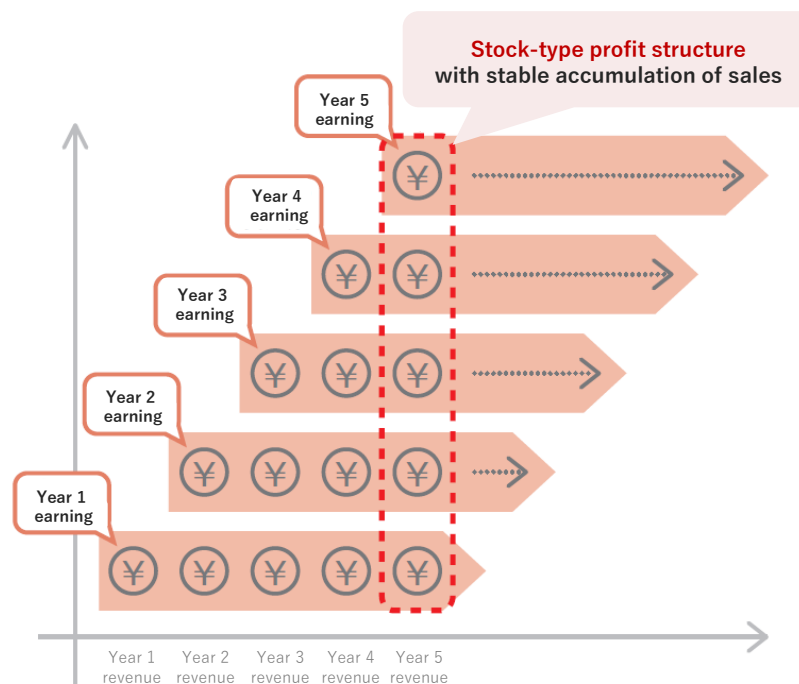 Stock-type profit structure
with stable accumulation of sales
Year 5
earning
¥
Year 4
earning
¥ ¥
Year 3
earning
¥ ¥ ¥
Year 2
earning
¥ ¥ ¥ ¥
Year 1
earning
¥ ¥ ¥ ¥ ¥
Year 1 Year 2 Year 3 Year 4 Year 5
revenue revenue revenue revenue revenue